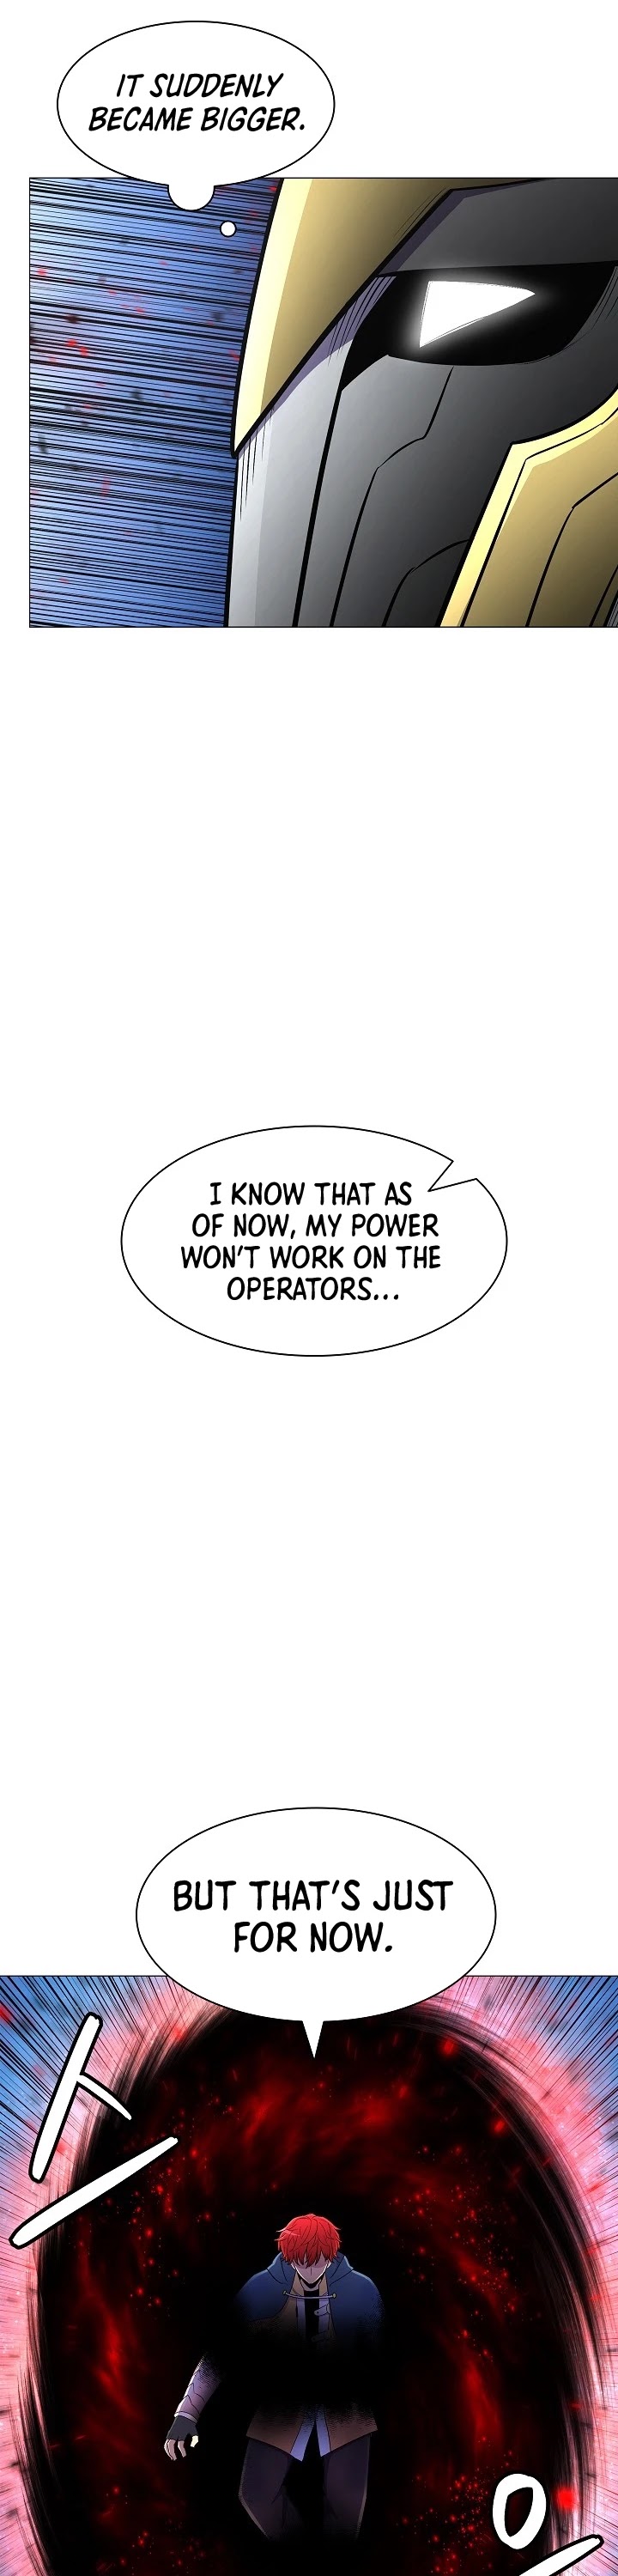 IT SUDDENLY
BECAME BIGGER.
I KNOW THAT AS
OF NOW, MY POWER
WON'T WORK ON THE
OPERATORS...
BUT THAT'S JUST
FOR NOW.